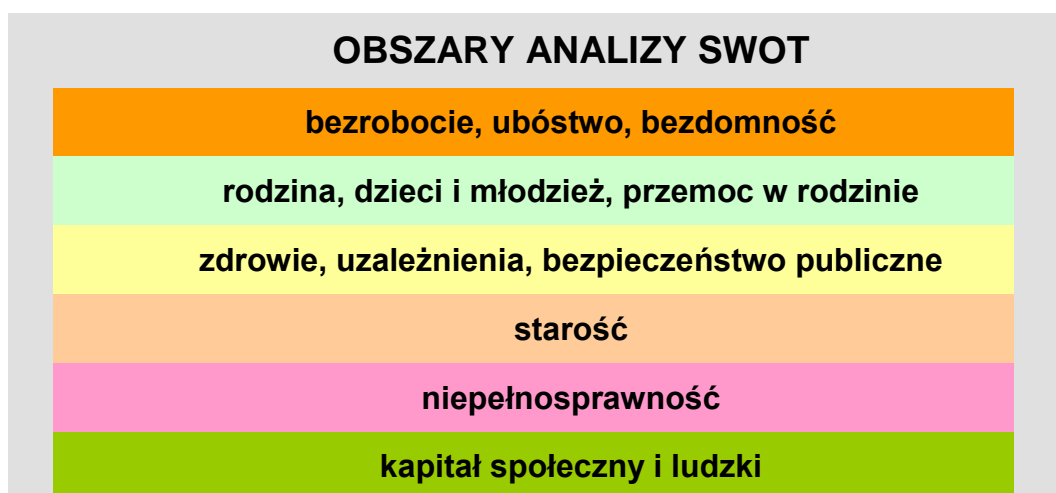 OBSZARY ANALIZY SWOT
bezrobocie, ubóstwo, bezdomność
rodzina, dzieci i młodzież, przemoc w rodzinie
zdrowie, uzależnienia, bezpieczeństwo publiczne
starość
niepełnosprawność
kapitał społeczny i ludzki